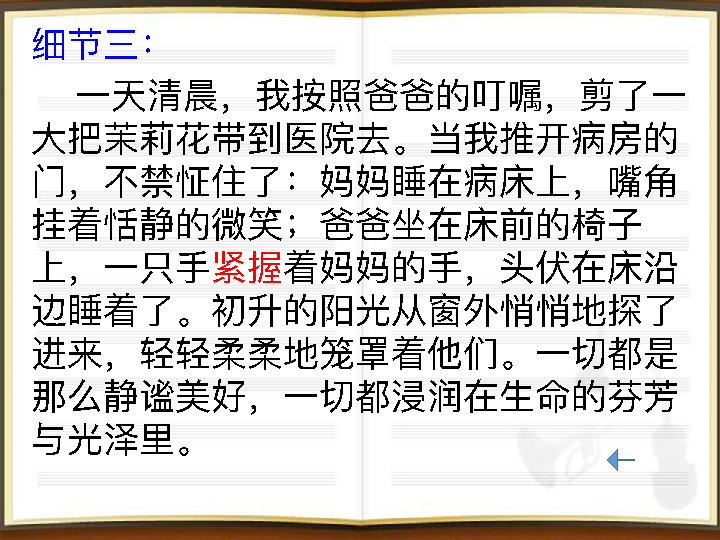 细节三：
一天清晨，我按照爸爸的叮嘱，剪了一
大把茉莉花带到医院去。当我推开病房的
门，不禁怔住了：妈妈睡在病床上，嘴角
挂着恬静的微笑；爸爸坐在床前的椅子
上，一只手紧握着妈妈的手，头伏在床沿
边睡着了。初升的阳光从窗外悄悄地探了
进来，轻轻柔柔地笼罩着他们。一切都是
那么静谧美好，一切都浸润在生命的芬芳
与光泽里。